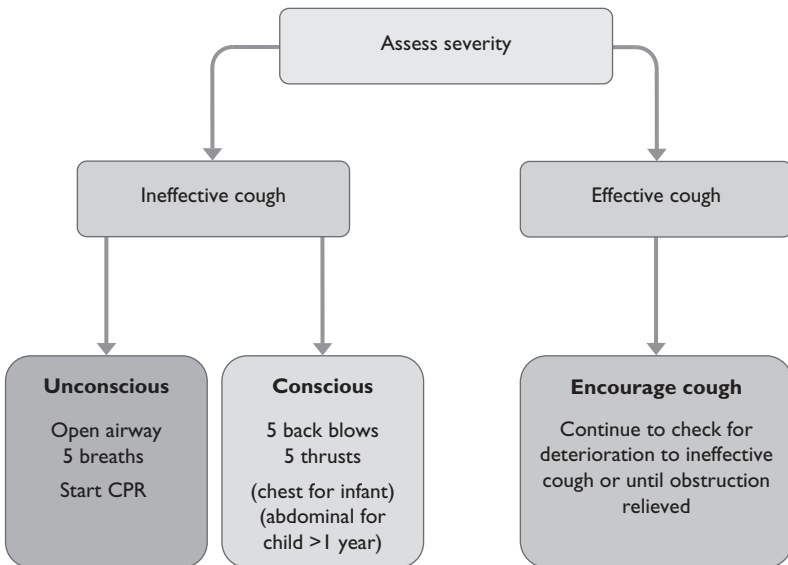 Assess severity
Ineffective cough
Effective cough
Unconscious
Open airway
5 breaths
Start CPR
Conscious
5 back blows
5 thrusts
(chest for infant)
(abdominal for
child >1 year)
Encourage cough
Continue to check for
deterioration to ineffective
cough or until obstruction
relieved